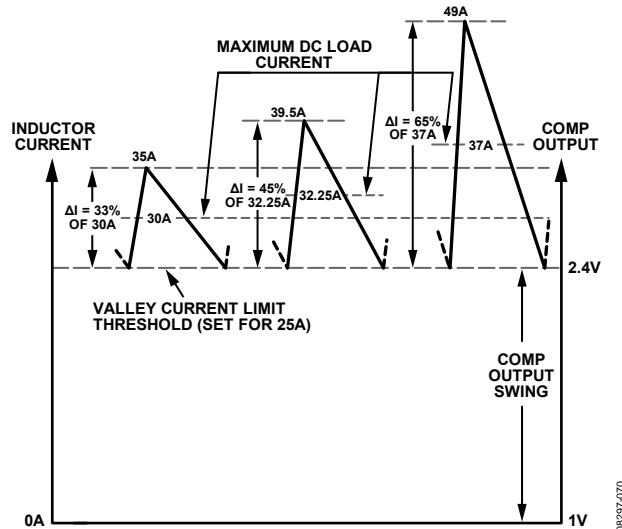 49A
MAXIMUM DC LOAD
CURRENT
39.5A
ΔI = 65%
OF 37A
INDUCTOR
CURRENT
COMP
OUTPUT
37A
35A
ΔI = 45%
OF 32.25A
32.25A
ΔI = 33%
OF 30A
30A
2.4V
VALLEY CURRENT LIMIT
THRESHOLD (SET FOR 25A)
COMP
OUTPUT
SWING
0A
1V
08297-070